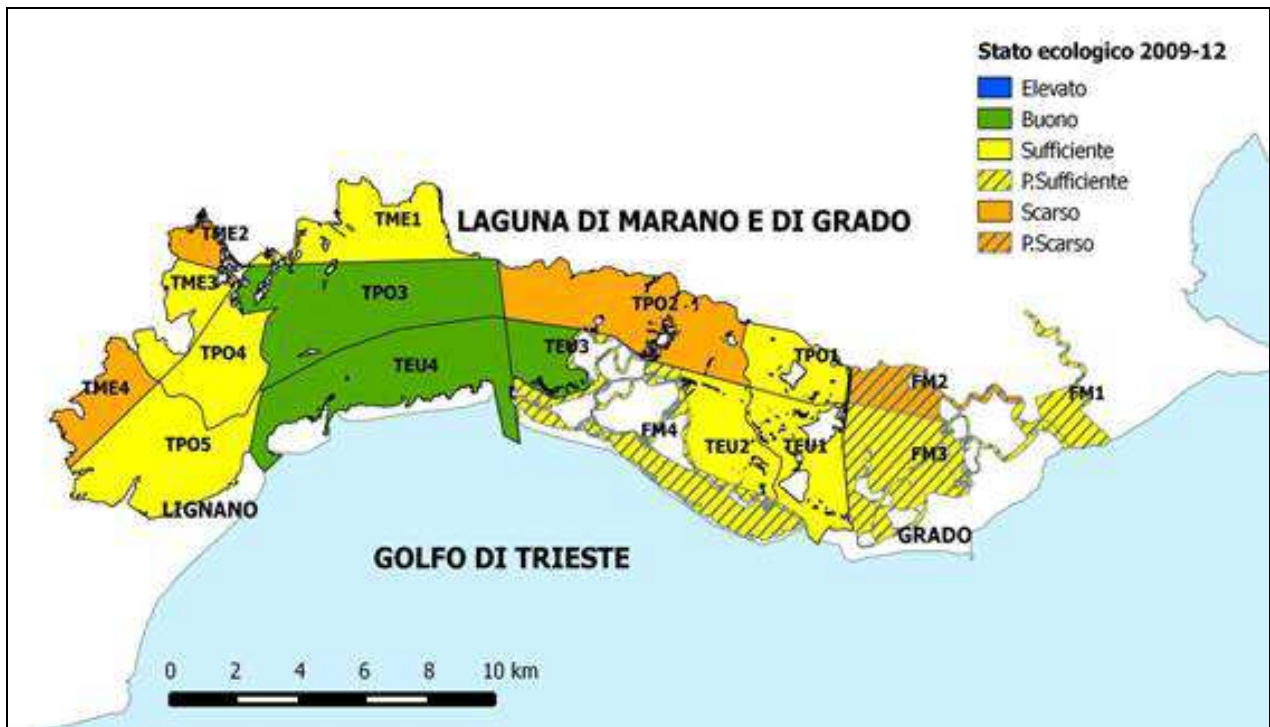 Stato ecologico 2009-12
Elevato
Buono
Sufficiente
P.Sufficiente
Scarso
P.Scarso
LAGUNA DI MARANO E DI GRADO
TME1
TME2
TME3
TPO3
TPO2
TPO4
TEU3
TPO1
TEU4
TME4
FM2
FM1
FM4
TPO5
TEU2
TEU1
FM3
LIGNANO
GRADO
GOLFO DI TRIESTE
0 2 4 6 8 10 km